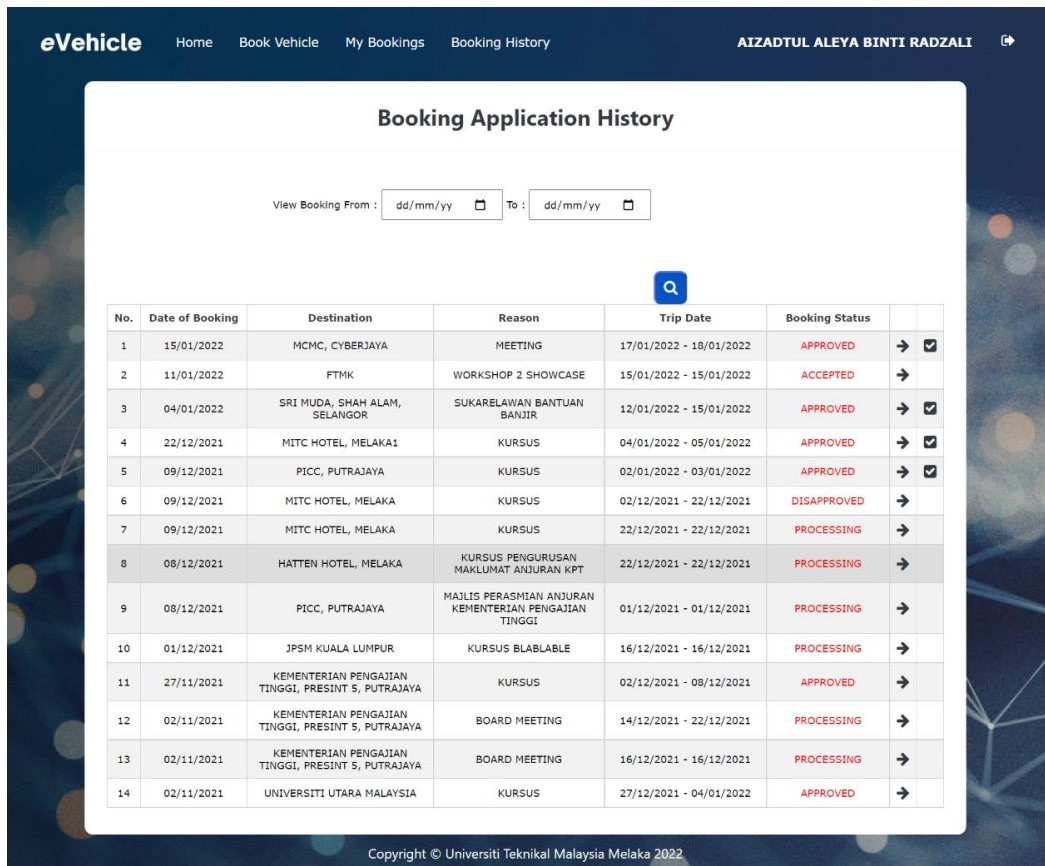 eVehicle Home Book Vehicle My Bookings Booking History AIZADTUL ALEYA BINTI RADZALI
Booking Application History
View Booking From : dd/mm/yy To : dd/mm/yy
No. Date of Booking Destination Reason Trip Date Booking Status
1 15/01/2022 MCMC, CYBERJAYA MEETING 17/01/2022 - 18/01/2022 APPROVED
2 11/01/2022 FTMK WORKSHOP 2 SHOWCASE 15/01/2022 - 15/01/2022 ACCEPTED
3 04/01/2022 SRI MUDA, SHAH ALAM, SELANGOR SUKARELAWAN BANTUAN BANJIR 12/01/2022 - 15/01/2022 APPROVED
4 22/12/2021 MITC HOTEL, MELAKA1 KURSUS 04/01/2022 - 05/01/2022 APPROVED
5 09/12/2021 PICC, PUTRAJAYA KURSUS 02/01/2022 - 03/01/2022 APPROVED
6 09/12/2021 MITC HOTEL, MELAKA KURSUS 02/12/2021 - 22/12/2021 DISAPPROVED
7 09/12/2021 MITC HOTEL, MELAKA KURSUS 22/12/2021 - 22/12/2021 PROCESSING
8 08/12/2021 HATTEN HOTEL, MELAKA KURSUS PENGURUSAN MAKLUMAT ANJURAN KPT 22/12/2021 - 22/12/2021 PROCESSING
9 08/12/2021 PICC, PUTRAJAYA MAJLIS PERASMIAN ANJURAN KEMENTERIAN PENGAJIAN TINGGI 01/12/2021 - 01/12/2021 PROCESSING
10 01/12/2021 JPSM KUALA LUMPUR KURSUS BLABLABLE 16/12/2021 - 16/12/2021 PROCESSING
11 27/11/2021 KEMENTERIAN PENGAJIAN TINGGI, PRESINT 5, PUTRAJAYA KURSUS 02/12/2021 - 08/12/2021 APPROVED
12 02/11/2021 KEMENTERIAN PENGAJIAN TINGGI, PRESINT 5, PUTRAJAYA BOARD MEETING 14/12/2021 - 22/12/2021 PROCESSING
13 02/11/2021 KEMENTERIAN PENGAJIAN TINGGI, PRESINT 5, PUTRAJAYA BOARD MEETING 16/12/2021 - 16/12/2021 PROCESSING
14 02/11/2021 UNIVERSITI UTARA MALAYSIA KURSUS 27/12/2021 - 04/01/2022 APPROVED
Copyright © Universiti Teknikal Malaysia Melaka 2022